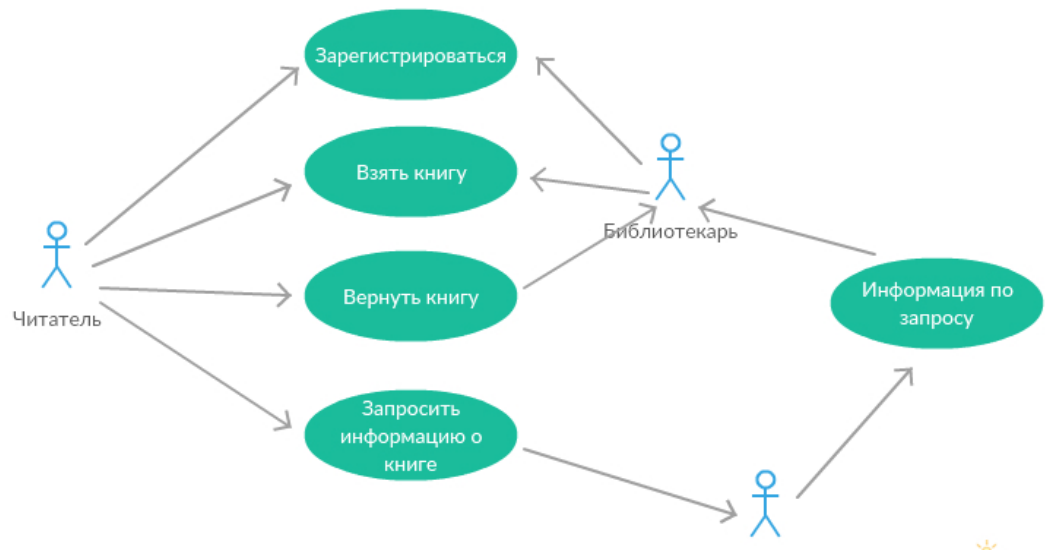 Зарегистрироваться
Взять книгу
Библиотекарь
Вернуть книгу
Читатель
Информация по
запросу
Запросить
информацию о
книге